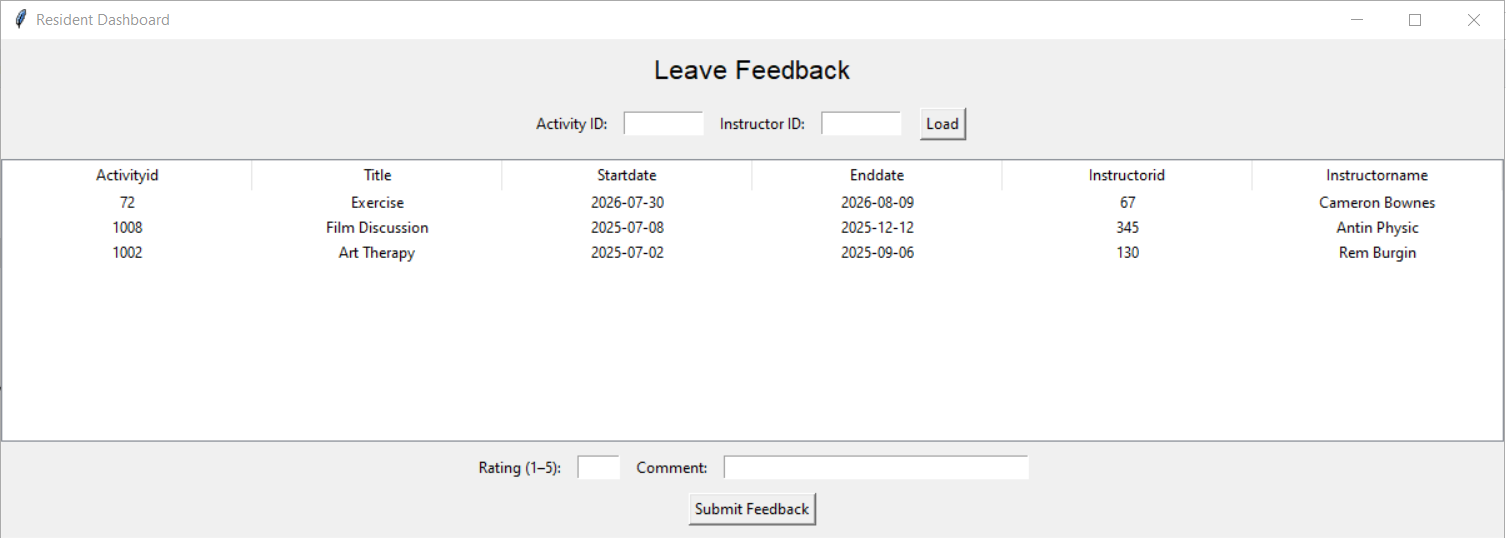 Resident Dashboard
Leave Feedback
Activity ID: Instructor ID: Load
Activityid Title Startdate Enddate Instructorid Instructorname
72 Exercise 2026-07-30 2026-08-09 67 Cameron Bownes
1008 Film Discussion 2025-07-08 2025-12-12 345 Antin Physic
1002 Art Therapy 2025-07-02 2025-09-06 130 Rem Burgin
Rating (1–5): Comment:
Submit Feedback